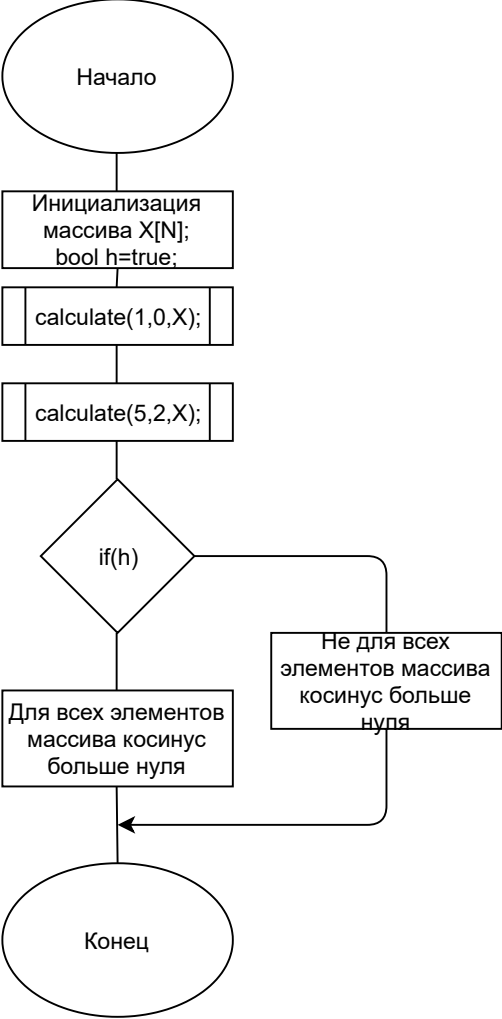 Начало
Инициализация
массива X[N];
bool h=true;
calculate(1,0,X);
calculate(5,2,X);
if(h)
Не для всех
элементов массива
косинус больше
нуля
Для всех элементов
массива косинус
больше нуля
Конец